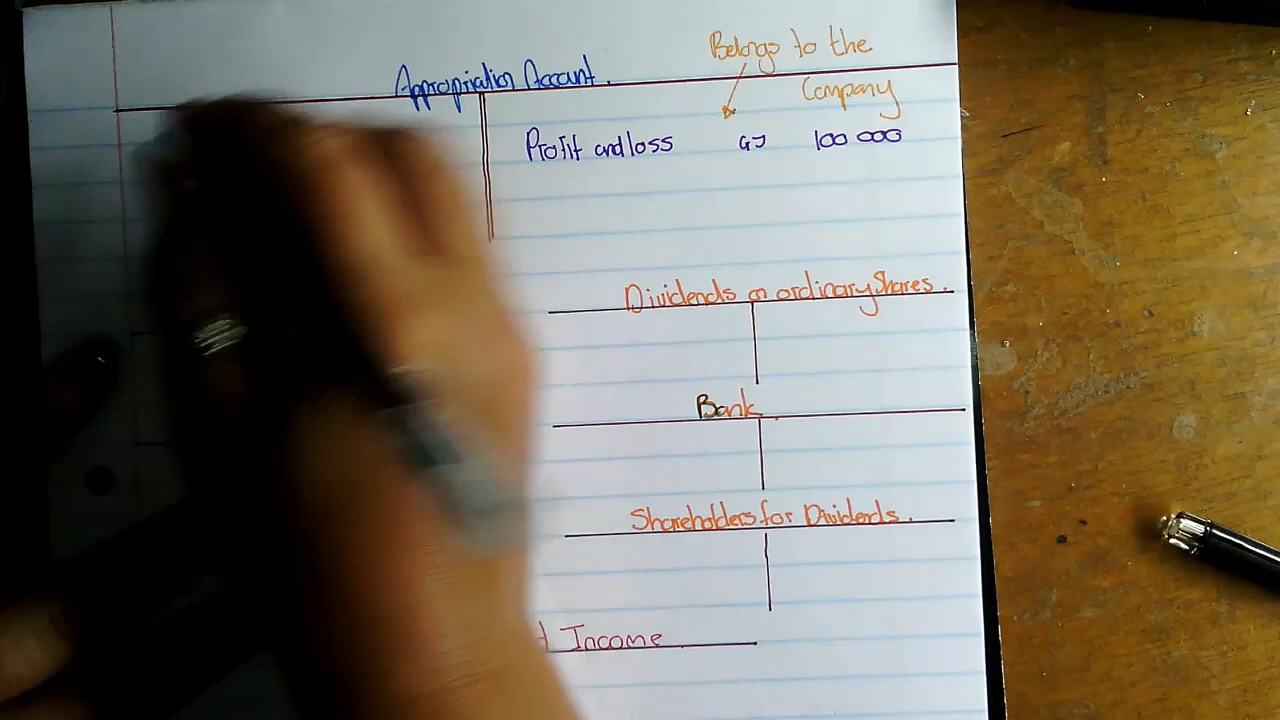 Belongs to the
Company
Appropriation Account.
Profit and loss GJ 100 000
Dividends on ordinary Shares.
Bank
Shareholders for Dividends.
Income